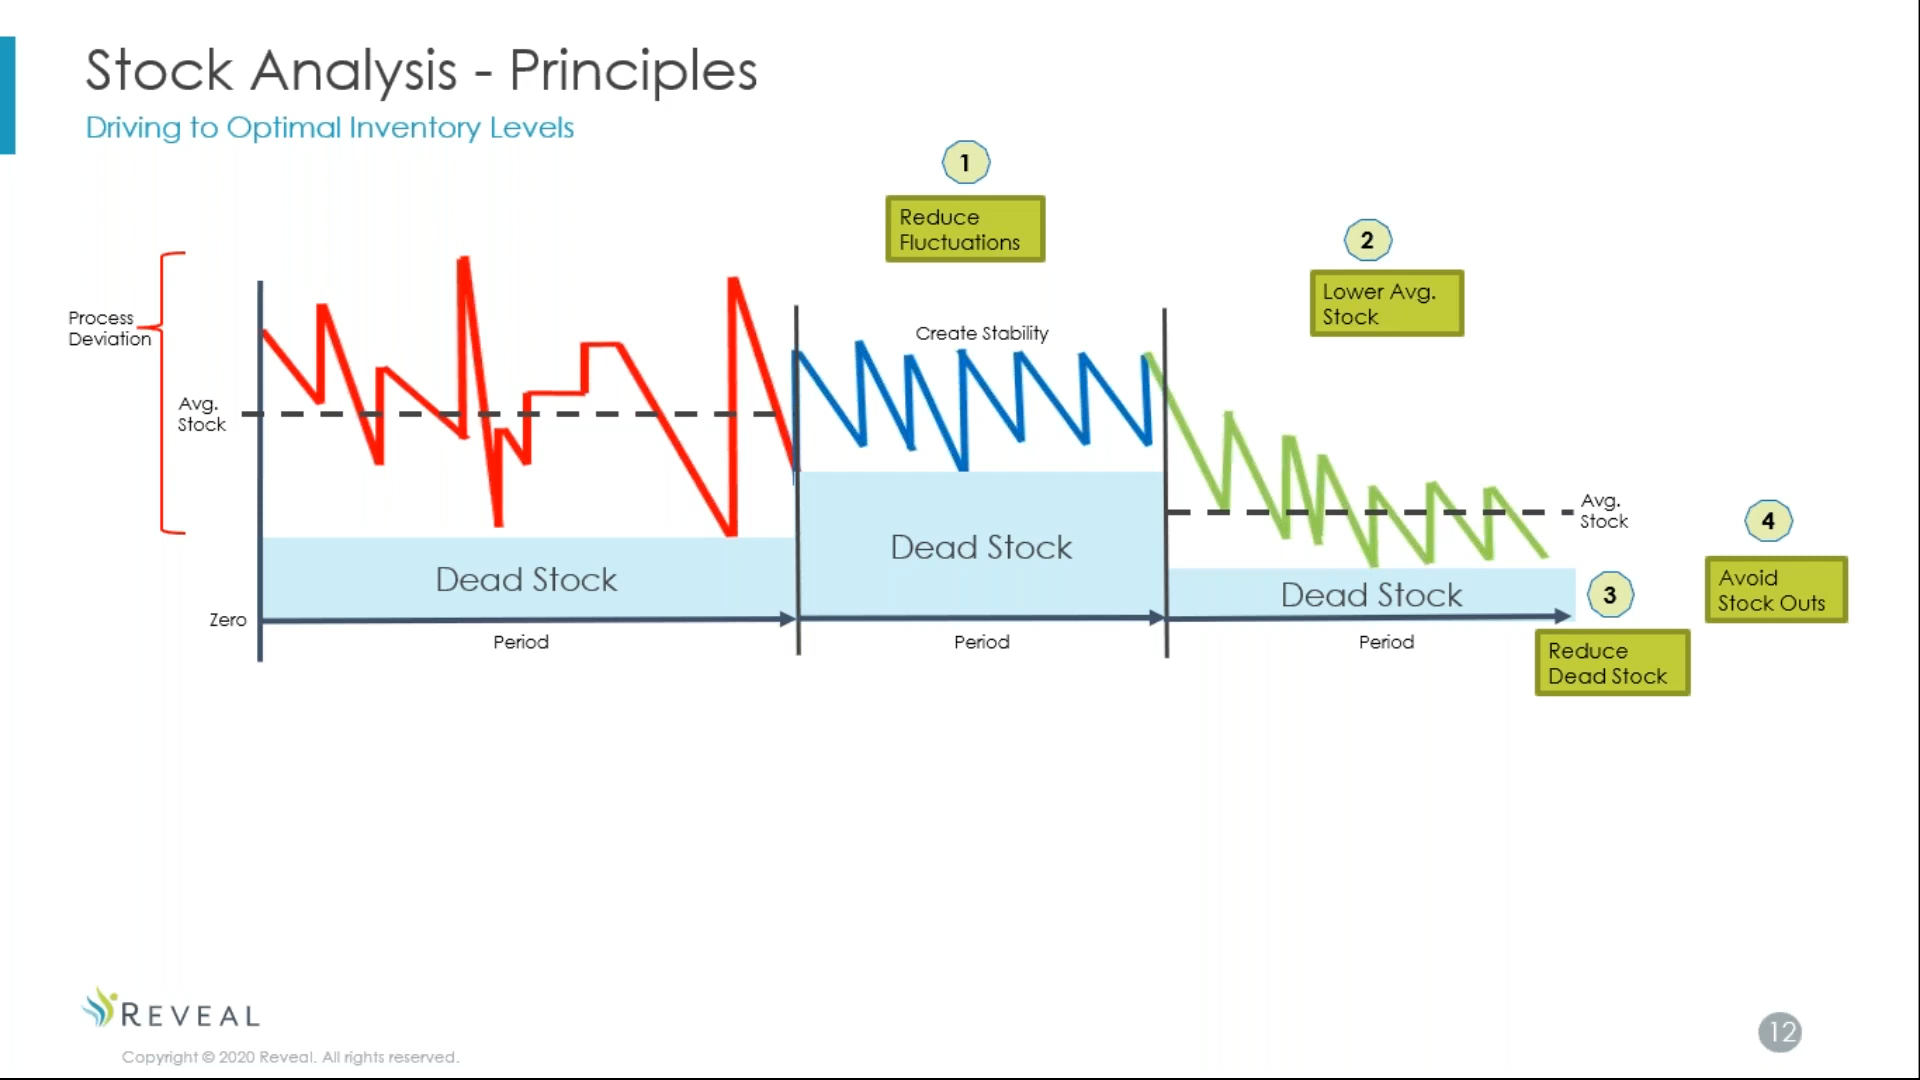 Stock Analysis - Principles
Driving to Optimal Inventory Levels
1
Reduce
Fluctuations
2
Lower Avg.
Stock
Process
Deviation
Create Stability
Avg.
Stock
Avg.
Stock
4
Avoid
Stock Outs
Dead Stock
Dead Stock
Dead Stock
3
Reduce
Dead Stock
Zero
Period
Period
Period
REVEAL
Copyright © 2020 Reveal. All rights reserved.
12